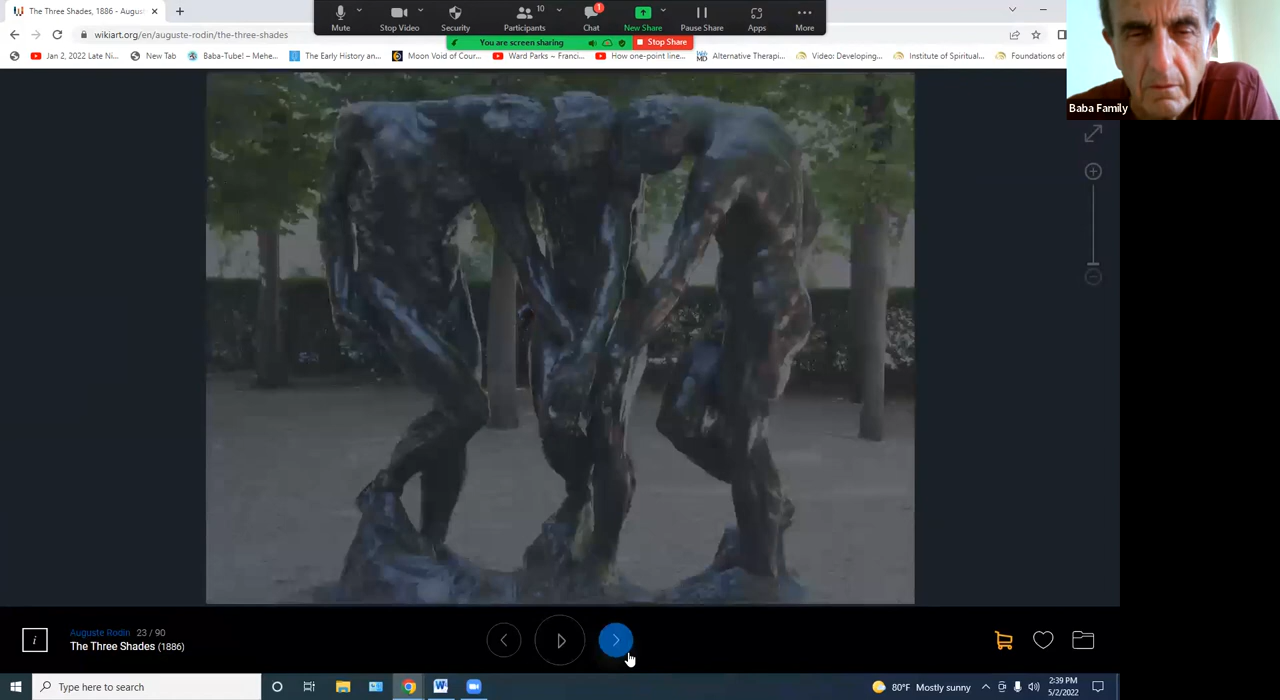 The Three Shades, 1886 - Augus
10
1
Mute
Stop Video
Security
Participants
Chat
New Share
Pause Share
Apps
More
You are screen sharing
Stop Share
wikiart.org/en/auguste-rodin/the-three-shades
Jan 2, 2022 Late Ni...
New Tab
Baba-Tube! ~ Mehe...
The Early History an...
Moon Void of Cour...
Ward Parks ~ Franci...
How one-point line...
Alternative Therapi...
Video: Developing...
Institute of Spiritual...
Foundations of
Baba Family
i
Auguste Rodin 23 / 90
The Three Shades (1886)
Type here to search
80°F Mostly sunny
2:39 PM
5/2/2022